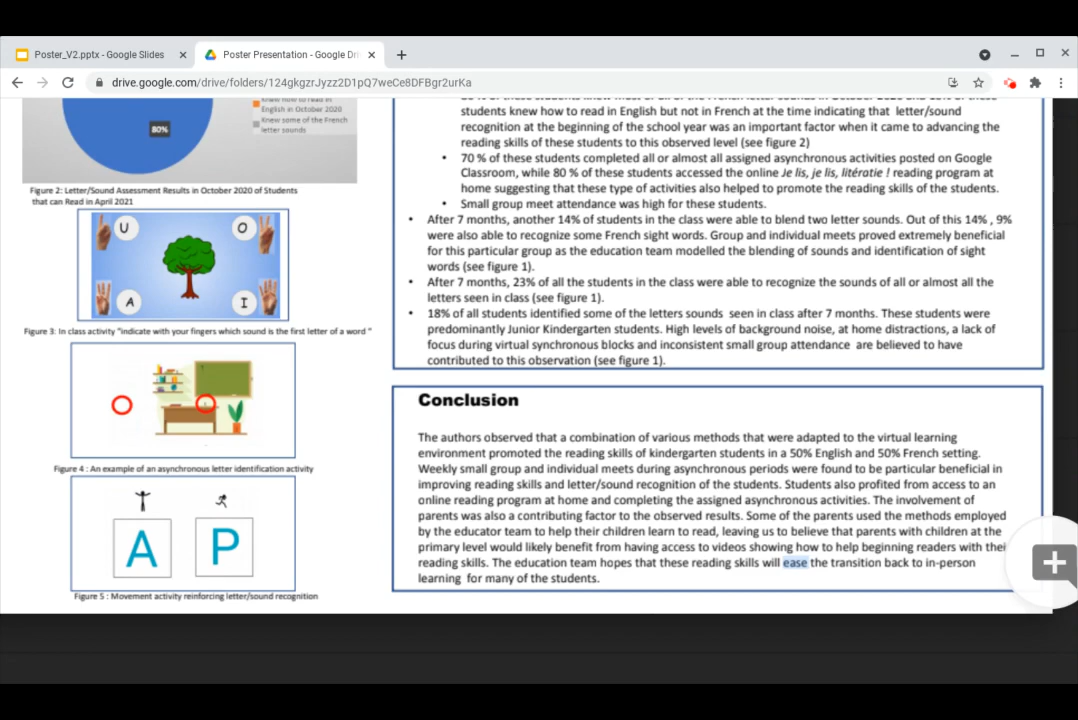 Poster_V2.pptx - Google Slides
Poster Presentation - Google Dri
drive.google.com/drive/folders/124gkgzrJyzz2D1pQ7weCe8DFBgr2urKa
80%
Knew how to read in
English in October 2020
Knew some of the French
letter sounds
Figure 2: Letter/Sound Assessment Results in October 2020 of Students
that can Read in April 2021
U
O
A
I
Figure 3: In class activity "indicate with your fingers which sound is the first letter of a word "
Figure 4 : An example of an asynchronous letter identification activity
A
P
Figure 5 : Movement activity reinforcing letter/sound recognition
students knew how to read in English but not in French at the time indicating that letter/sound
recognition at the beginning of the school year was an important factor when it came to advancing the
reading skills of these students to this observed level (see figure 2)
• 70 % of these students completed all or almost all assigned asynchronous activities posted on Google
Classroom, while 80 % of these students accessed the online Je lis, je lis, litératie ! reading program at
home suggesting that these type of activities also helped to promote the reading skills of the students.
• Small group meet attendance was high for these students.
• After 7 months, another 14% of students in the class were able to blend two letter sounds. Out of this 14% , 9%
were also able to recognize some French sight words. Group and individual meets proved extremely beneficial
for this particular group as the education team modelled the blending of sounds and identification of sight
words (see figure 1).
• After 7 months, 23% of all the students in the class were able to recognize the sounds of all or almost all the
letters seen in class (see figure 1).
• 18% of all students identified some of the letters sounds seen in class after 7 months. These students were
predominantly Junior Kindergarten students. High levels of background noise, at home distractions, a lack of
focus during virtual synchronous blocks and inconsistent small group attendance are believed to have
contributed to this observation (see figure 1).
Conclusion
The authors observed that a combination of various methods that were adapted to the virtual learning
environment promoted the reading skills of kindergarten students in a 50% English and 50% French setting.
Weekly small group and individual meets during asynchronous periods were found to be particular beneficial in
improving reading skills and letter/sound recognition of the students. Students also profited from access to an
online reading program at home and completing the assigned asynchronous activities. The involvement of
parents was also a contributing factor to the observed results. Some of the parents used the methods employed
by the educator team to help their children learn to read, leaving us to believe that parents with children at the
primary level would likely benefit from having access to videos showing how to help beginning readers with thei
reading skills. The education team hopes that these reading skills will ease the transition back to in-person
learning for many of the students.